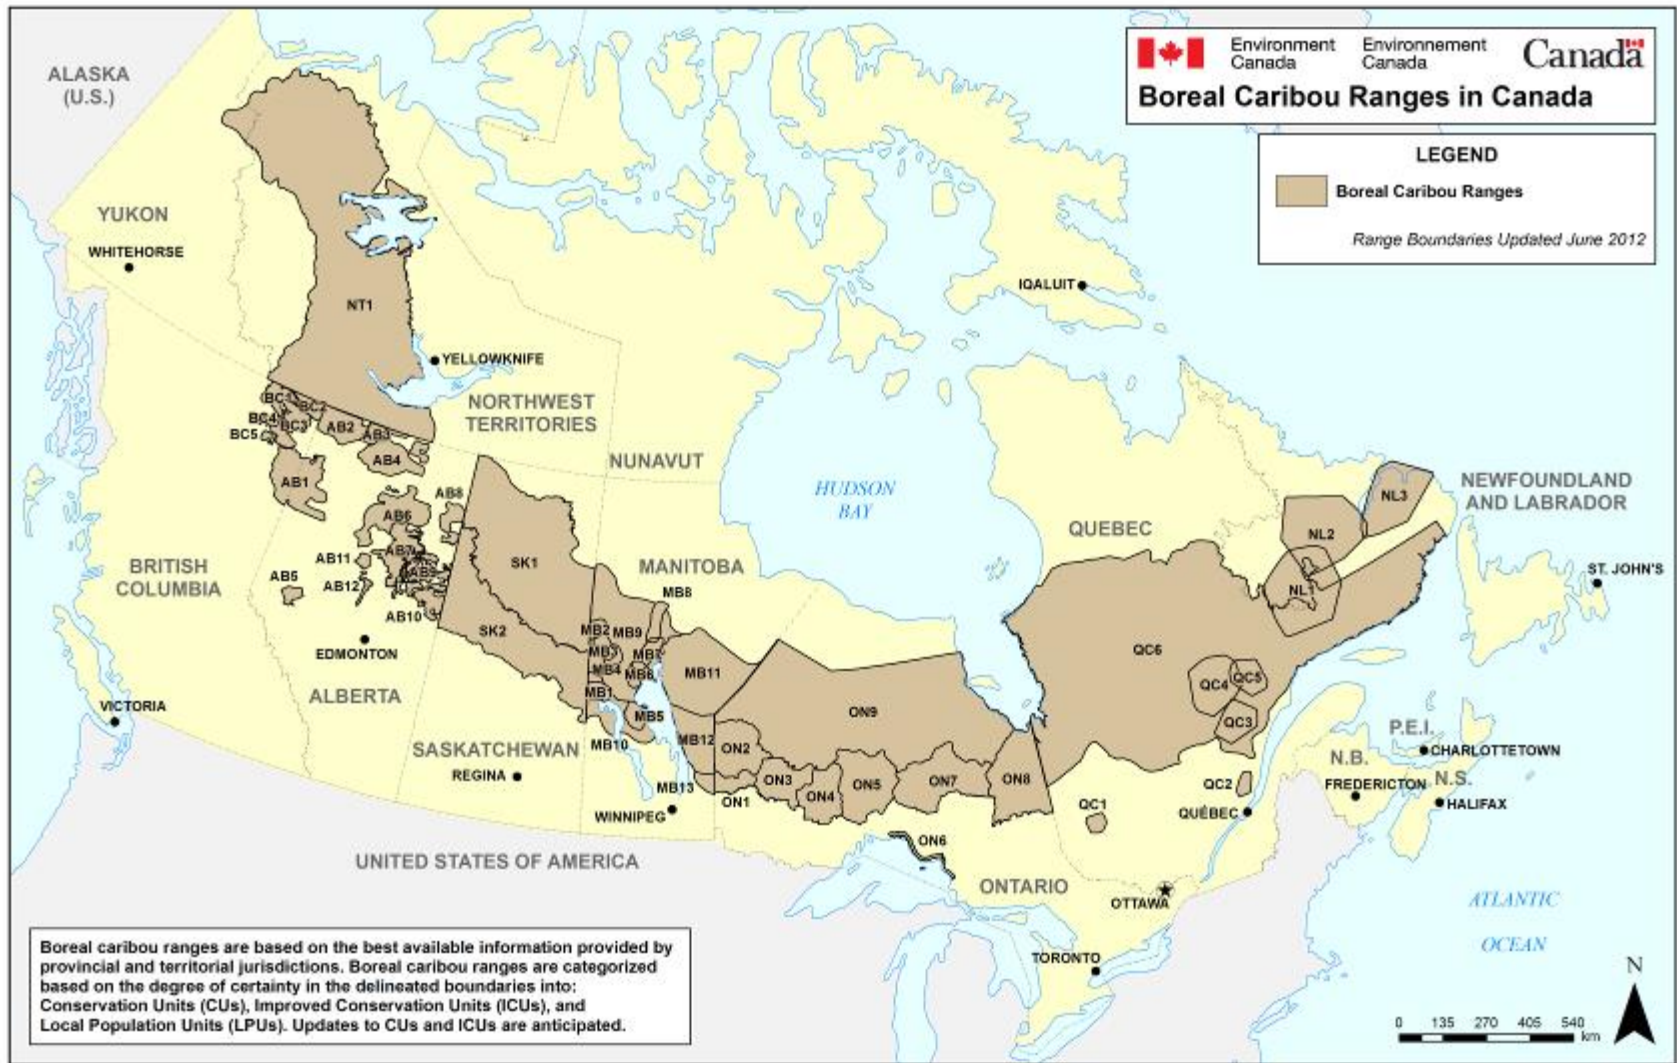 Environment Canada
Environnement Canada
Canada
Boreal Caribou Ranges in Canada
LEGEND
Boreal Caribou Ranges
Range Boundaries Updated June 2012
ALASKA
(U.S.)
YUKON
WHITEHORSE
IQALUIT
NT1
YELLOWKNIFE
NORTHWEST
TERRITORIES
NUNAVUT
BC1
BC2
BC4
BC3
BC5
AB2
AB3
AB4
AB1
AB8
AB6
AB7
AB11
AB9
AB5
AB12
AB10
BRITISH
COLUMBIA
EDMONTON
ALBERTA
VICTORIA
SK1
SK2
SASKATCHEWAN
REGINA
MANITOBA
MB8
MB2
MB9
MB3
MB7
MB4
MB6
MB1
MB11
MB5
MB10
MB12
MB13
WINNIPEG
HUDSON
BAY
QUEBEC
NL3
NEWFOUNDLAND
AND LABRADOR
NL2
NL1
ST. JOHN'S
QC6
QC4
QC5
QC3
QC2
QC1
QUÉBEC
P.E.I.
CHARLOTTETOWN
N.B.
FREDERICTON
N.S.
HALIFAX
ON9
ON2
ON3
ON4
ON5
ON7
ON8
ON1
ON6
ONTARIO
OTTAWA
TORONTO
UNITED STATES OF AMERICA
ATLANTIC
OCEAN
Boreal caribou ranges are based on the best available information provided by
provincial and territorial jurisdictions. Boreal caribou ranges are categorized
based on the degree of certainty in the delineated boundaries into:
Conservation Units (CUs), Improved Conservation Units (ICUs), and
Local Population Units (LPUs). Updates to CUs and ICUs are anticipated.
N
0 135 270 405 540
km